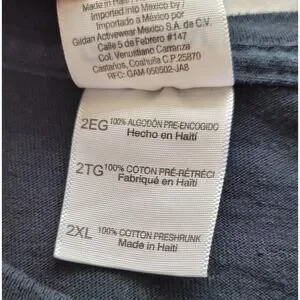 Made in Haiti /
Imported into Mexico by /
Importado a México por /
Gildan Activewear Mexico S.A. de C.V.
Calle 5 de Febrero #147
Col. Venustiano Carranza
Castaños, Coahuila C.P.25870
RFC: GAM-050502-JA8
2EG 100% ALGODÓN PRE-ENCOGIDO
Hecho en Haití
2TG 100% COTON PRÉ-RÉTRÉCI
Fabriqué en Haïti
2XL 100% COTTON PRESHRUNK
Made in Haiti